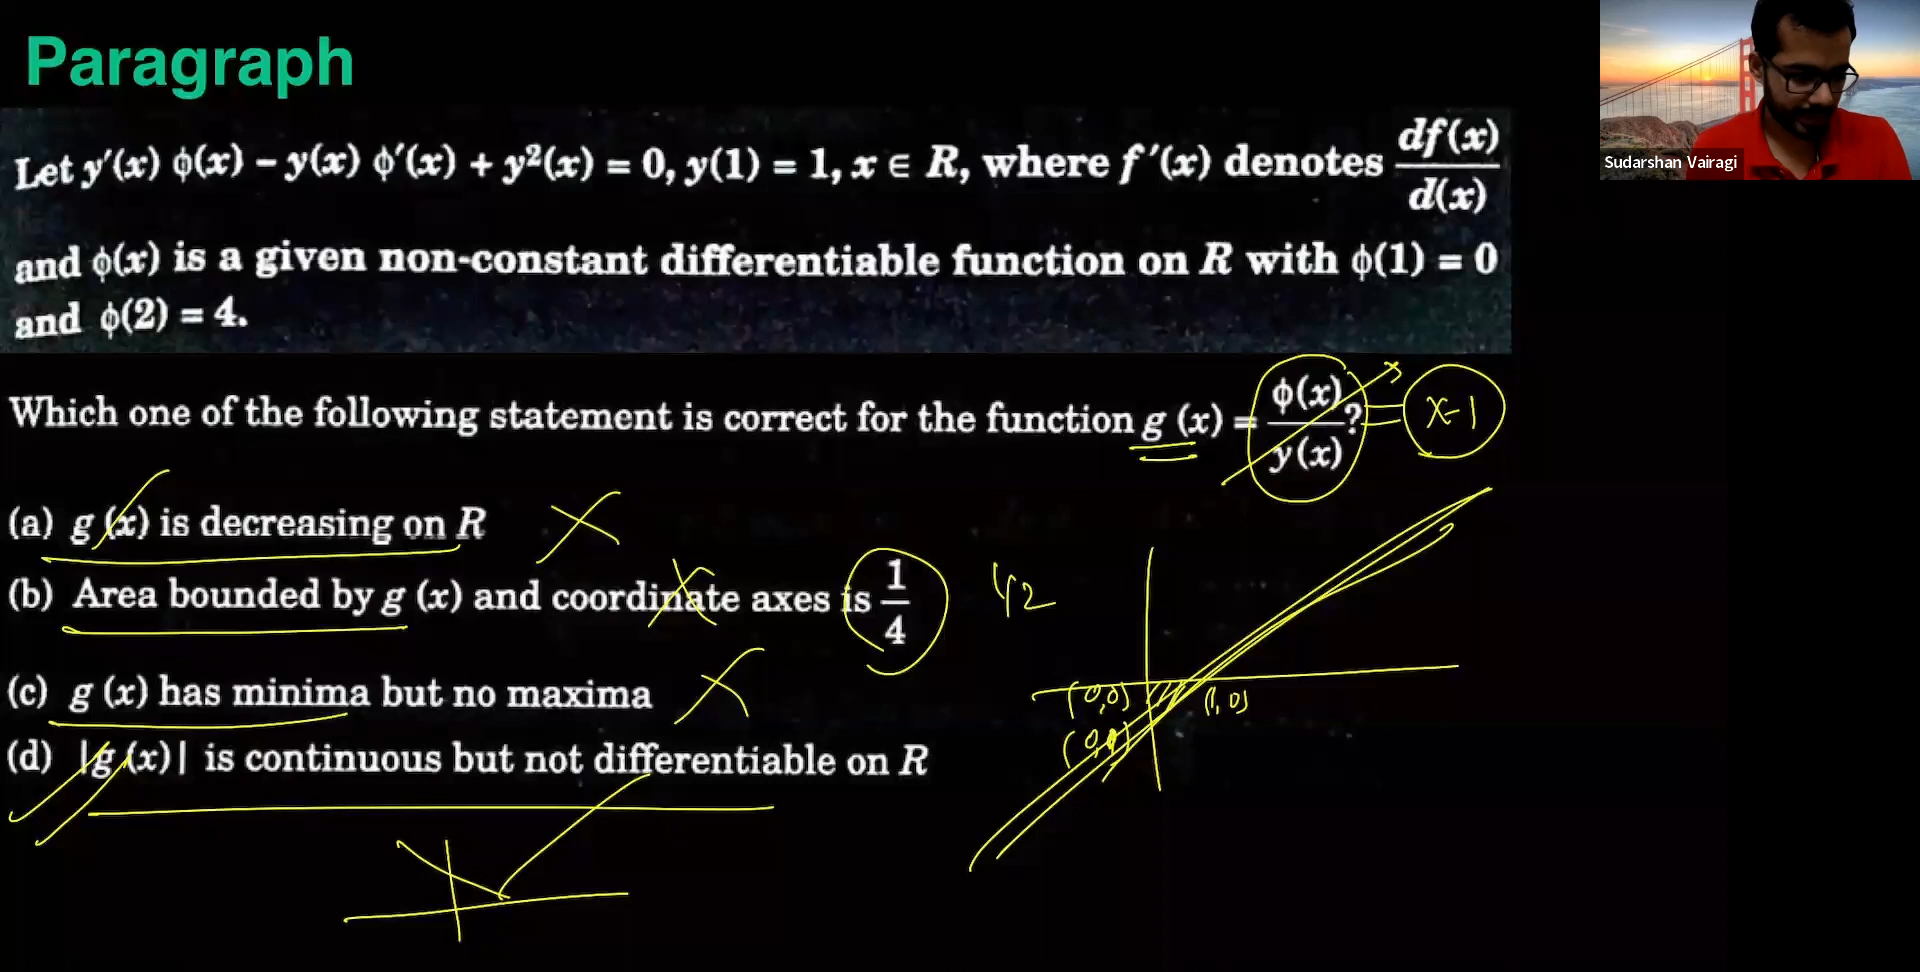 Paragraph
Sudarshan Vairagi
Let y′(x) ϕ(x) – y(x) ϕ′(x) + y²(x) = 0, y(1) = 1, x ∈ R, where f′(x) denotes df(x)/d(x)
and ϕ(x) is a given non-constant differentiable function on R with ϕ(1) = 0
and ϕ(2) = 4.
Which one of the following statement is correct for the function g (x) = ϕ(x)/y(x)? = x-1
(a) g (x) is decreasing on R
(b) Area bounded by g (x) and coordinate axes is 1/4
1/2
(c) g (x) has minima but no maxima
(0,0) (1,0)
(d) |g (x)| is continuous but not differentiable on R